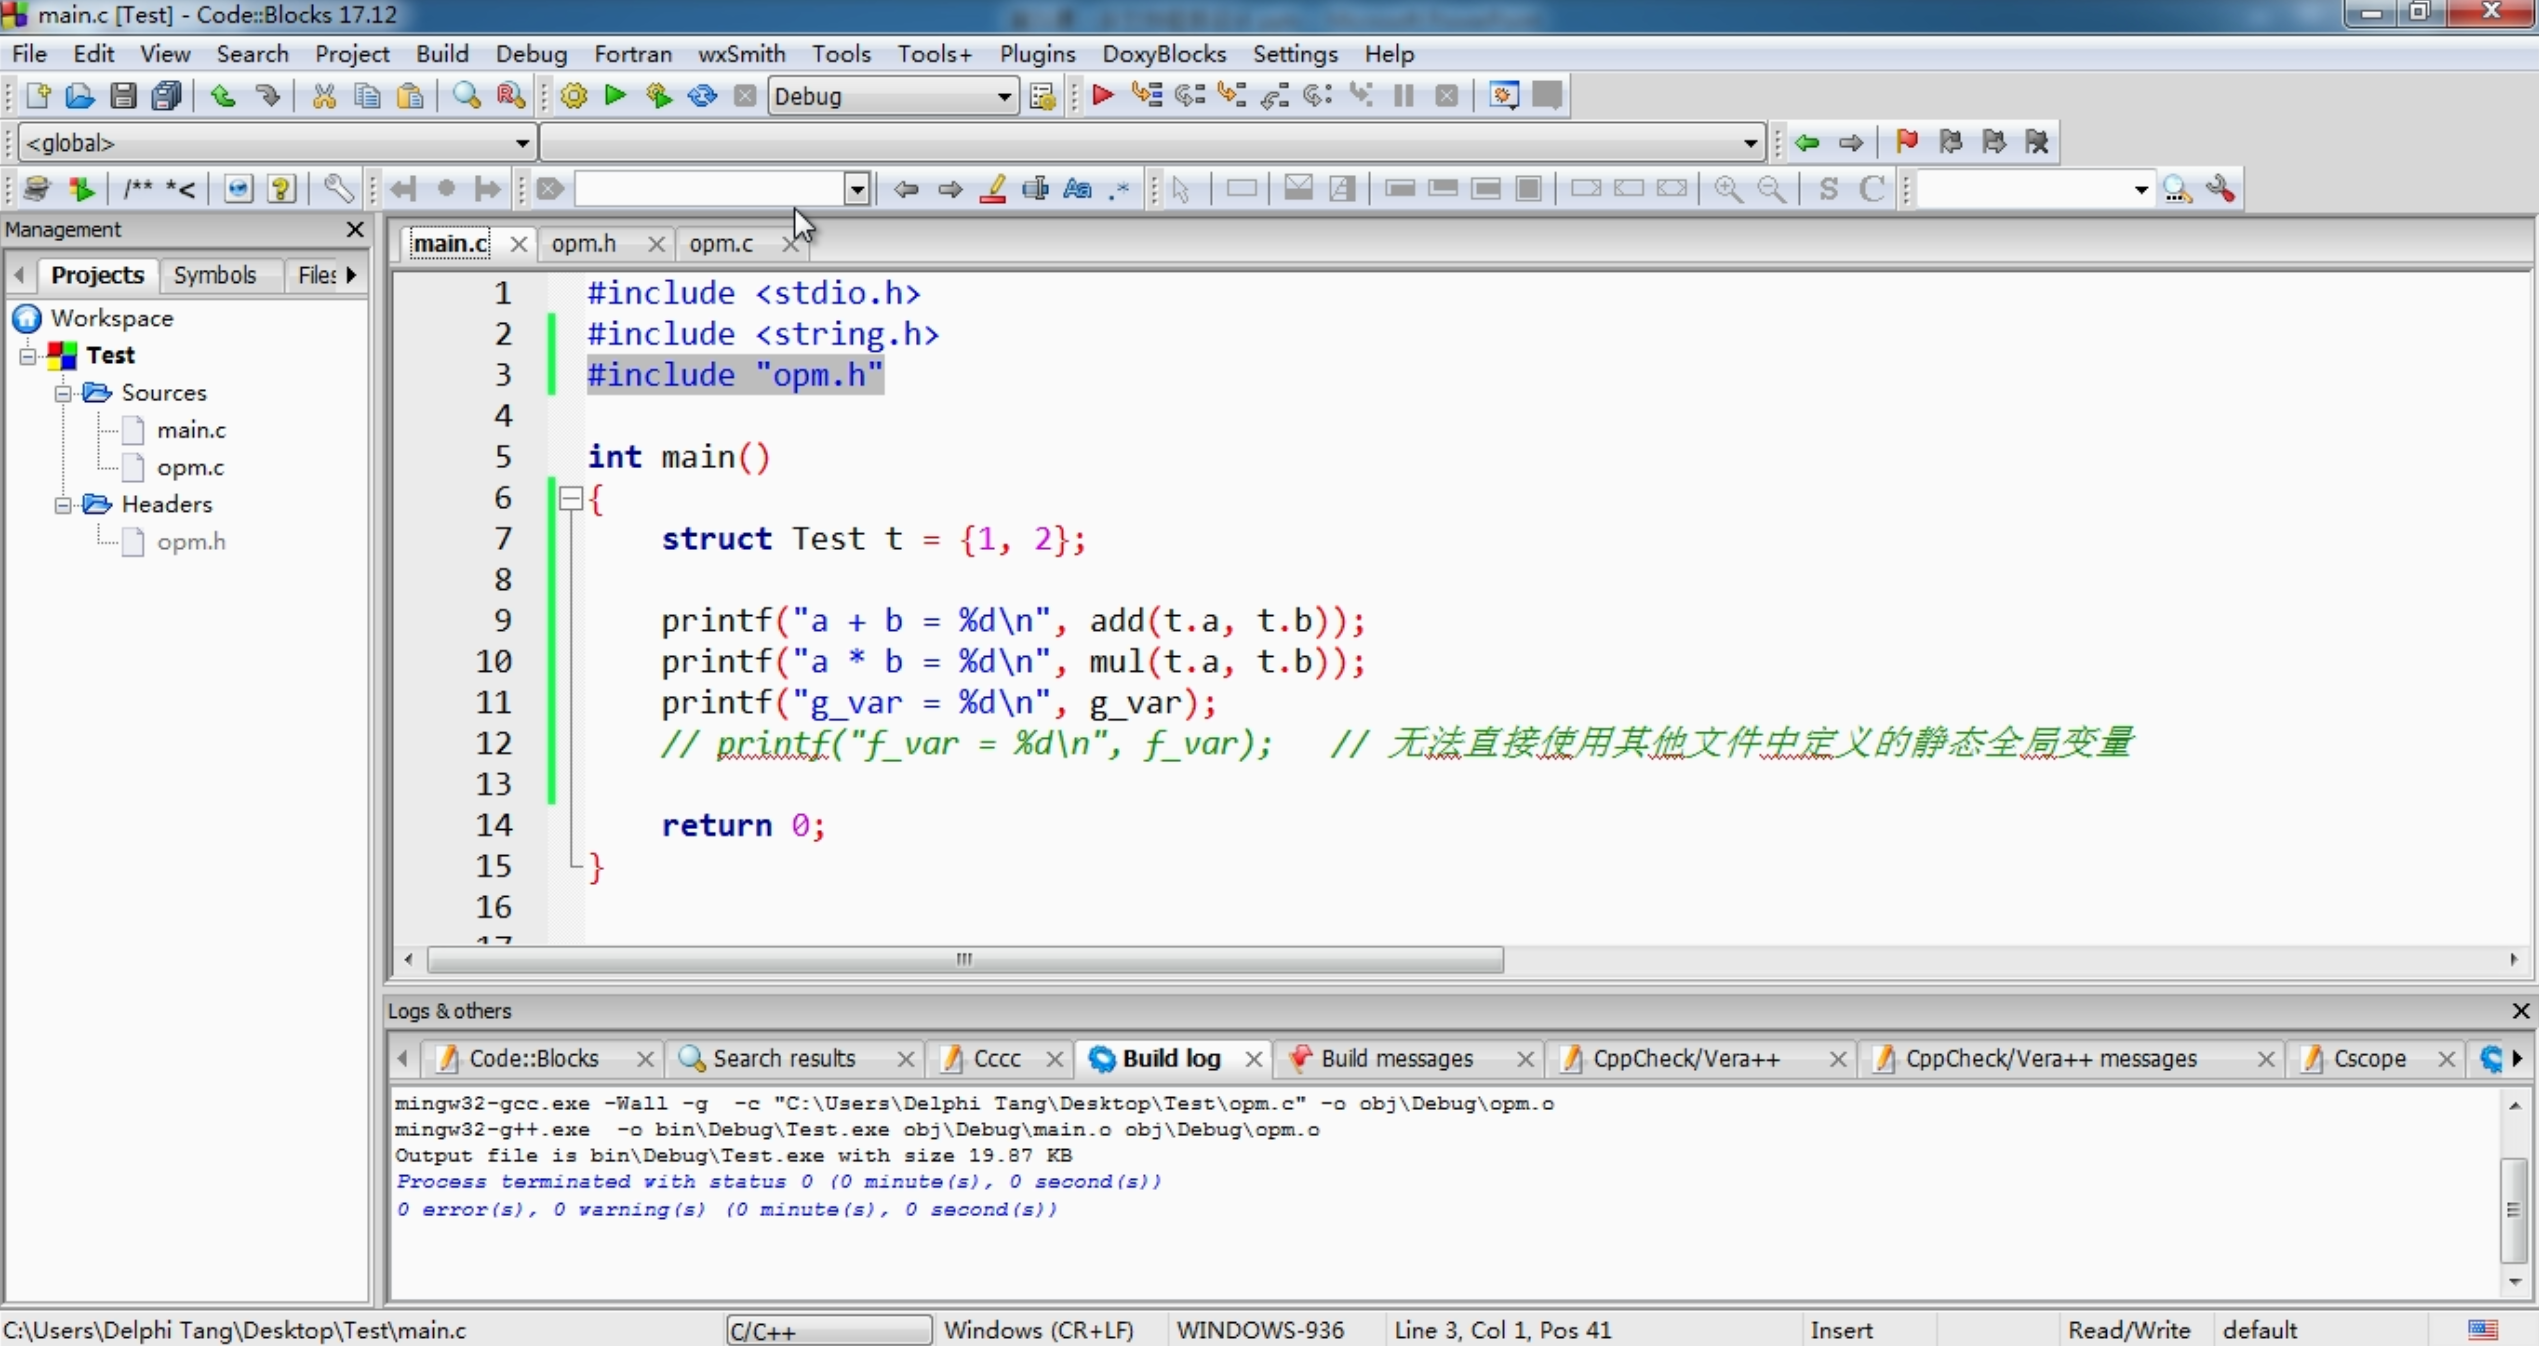 main.c [Test] - Code::Blocks 17.12
File Edit View Search Project Build Debug Fortran wxSmith Tools Tools+ Plugins DoxyBlocks Settings Help
Debug
<global>
/** *<
Aa .*
S C
Management
main.c opm.h opm.c
Projects Symbols Files
Workspace
Test
Sources
main.c
opm.c
Headers
opm.h
1 #include <stdio.h>
2 #include <string.h>
3 #include "opm.h"
4
5 int main()
6 {
7 struct Test t = {1, 2};
8
9 printf("a + b = %d\n", add(t.a, t.b));
10 printf("a * b = %d\n", mul(t.a, t.b));
11 printf("g_var = %d\n", g_var);
12 // printf("f_var = %d\n", f_var); // 无法直接使用其他文件中定义的静态全局变量
13
14 return 0;
15 }
16
17
Logs & others
Code::Blocks Search results Cccc Build log Build messages CppCheck/Vera++ CppCheck/Vera++ messages Cscope
mingw32-gcc.exe -Wall -g -c "C:\Users\Delphi Tang\Desktop\Test\opm.c" -o obj\Debug\opm.o
mingw32-g++.exe -o bin\Debug\Test.exe obj\Debug\main.o obj\Debug\opm.o
Output file is bin\Debug\Test.exe with size 19.87 KB
Process terminated with status 0 (0 minute(s), 0 second(s))
0 error(s), 0 warning(s) (0 minute(s), 0 second(s))
C:\Users\Delphi Tang\Desktop\Test\main.c C/C++ Windows (CR+LF) WINDOWS-936 Line 3, Col 1, Pos 41 Insert Read/Write default